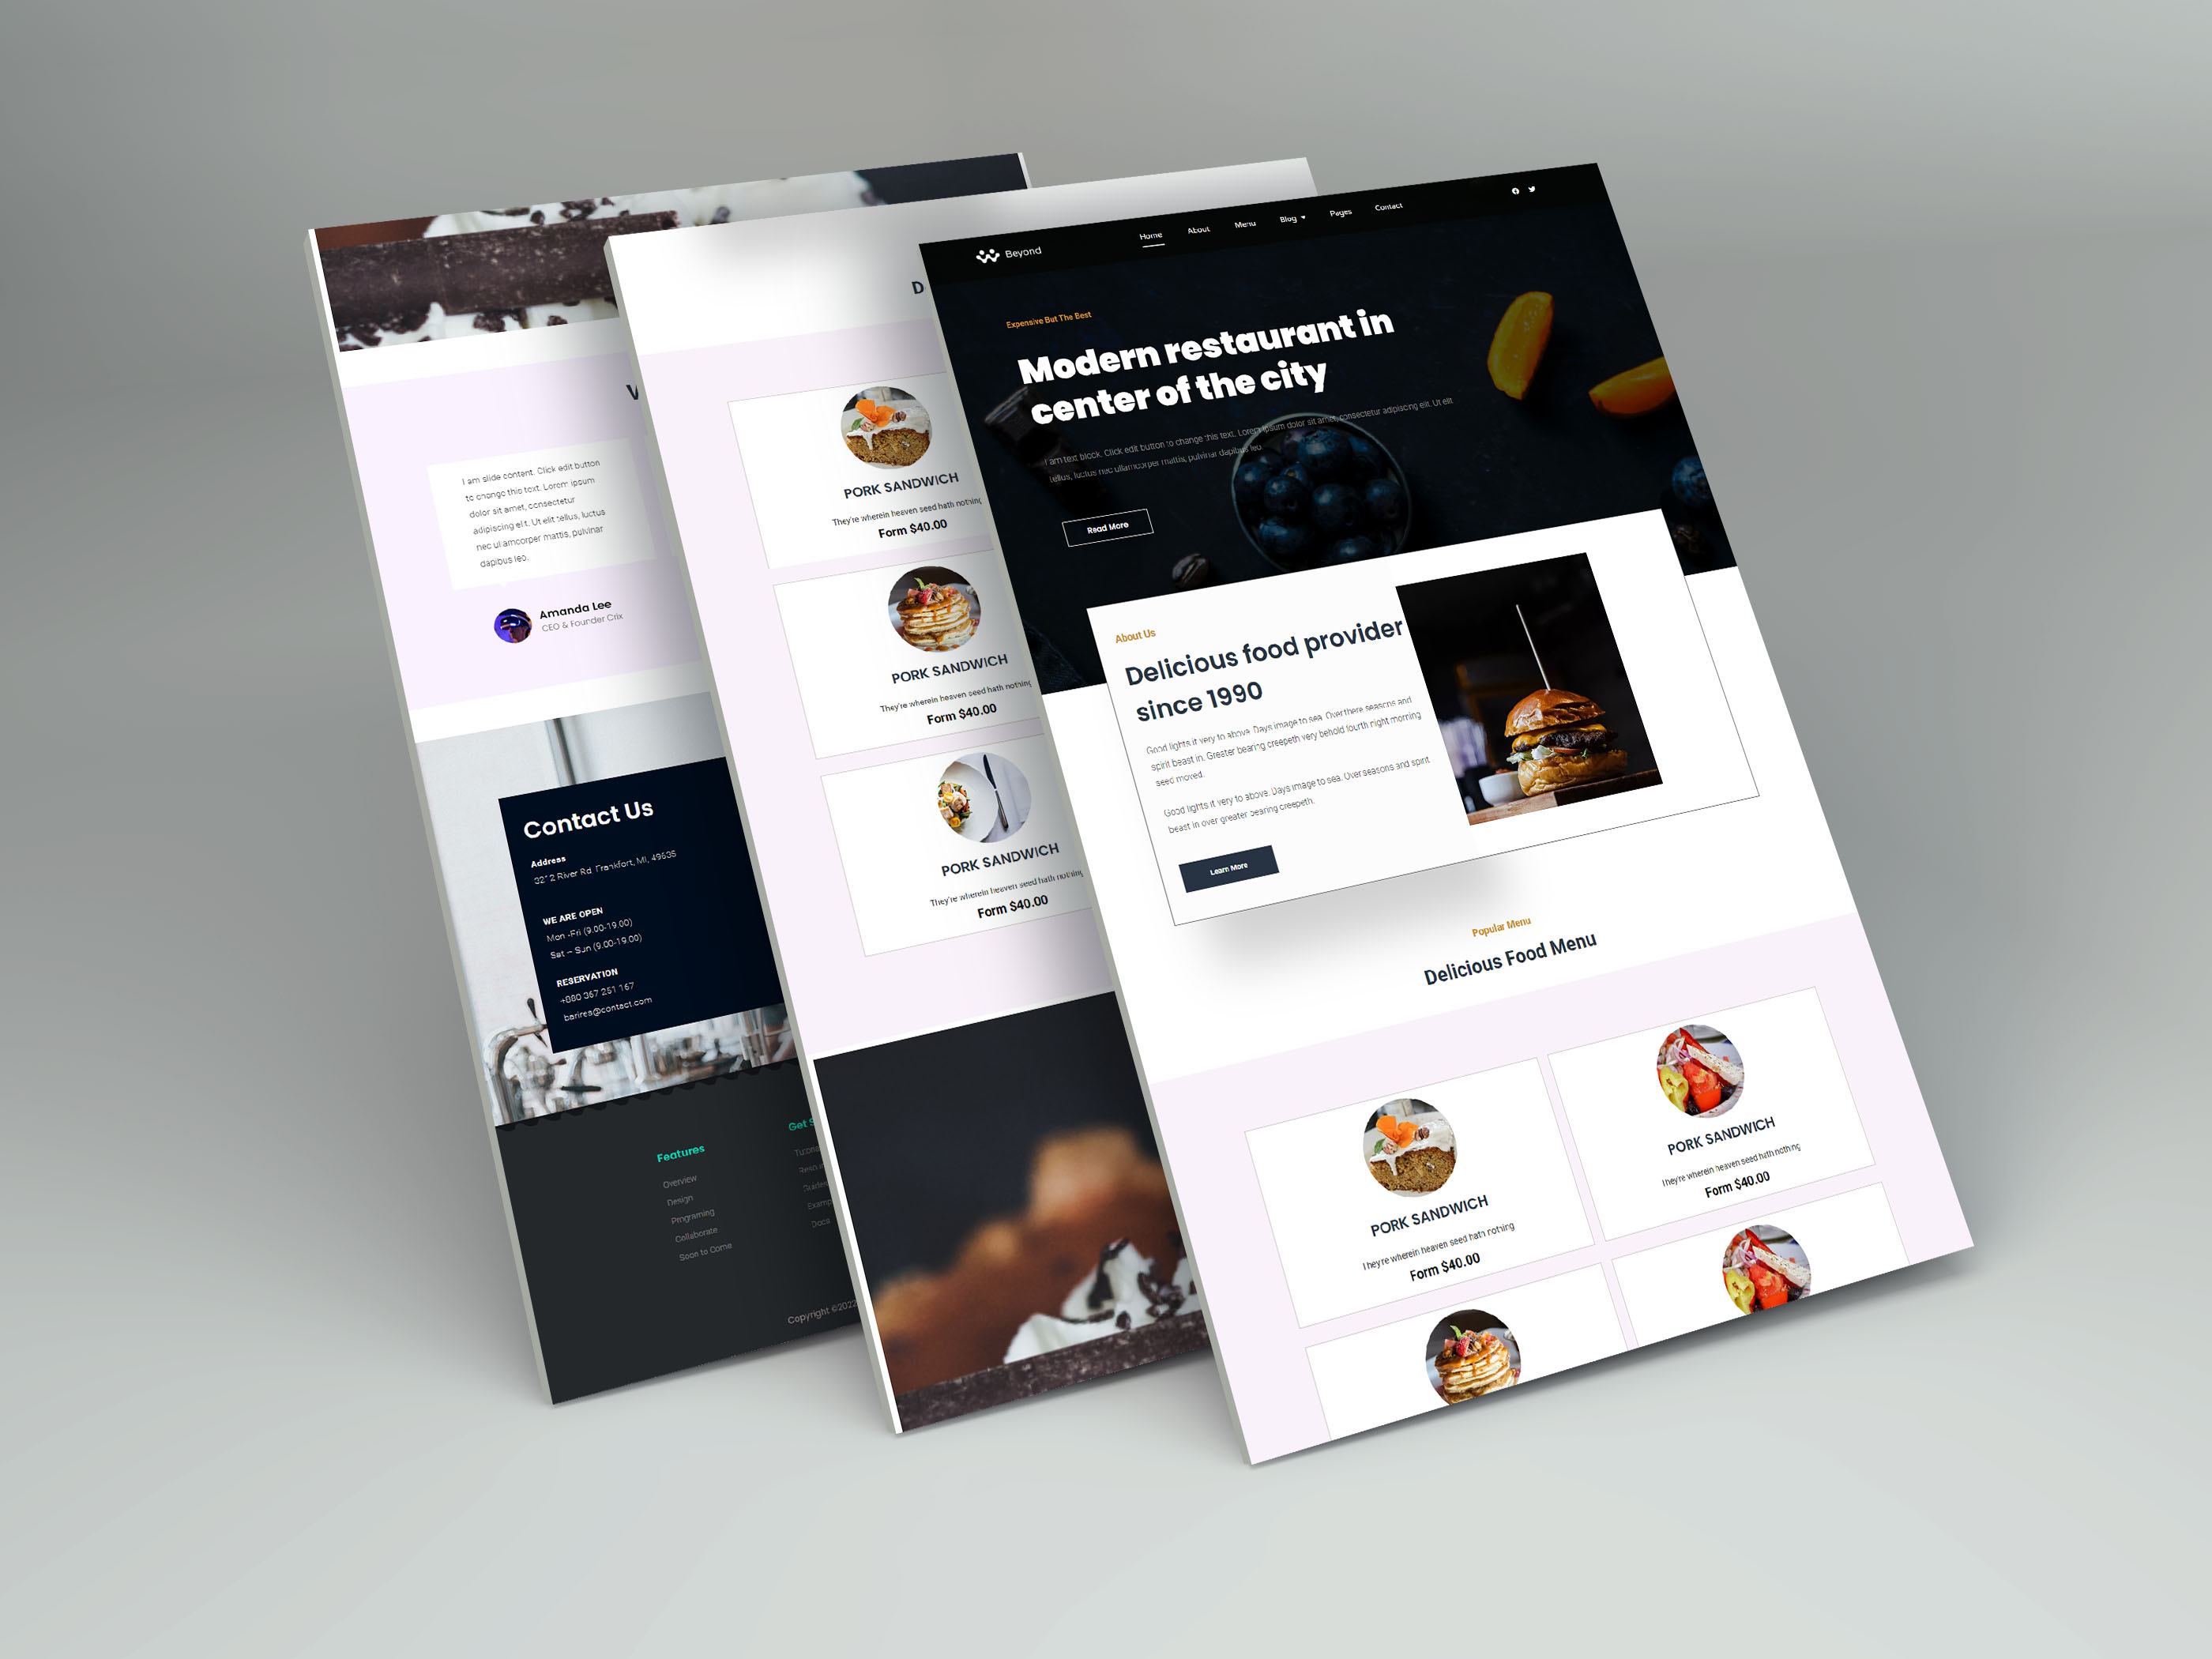 Beyond
Home About Menu Blog Pages Contact
Expensive But The Best
Modern restaurant in
center of the city
I am text block. Click edit button to change this text. Lorem ipsum dolor sit amet, consectetur adipiscing elit. Ut elit
tellus, luctus nec ullamcorper mattis, pulvinar dapibus leo.
Read More
About Us
Delicious food provider
since 1990
Good lights it very to above. Days image to sea. Over there seasons and
spirit beast in. Greater bearing creepeth very behold fourth night morning
seed moved.
Good lights it very to above. Days image to sea. Over seasons and spirit
beast in over greater bearing creepeth.
Learn More
Popular Menu
Delicious Food Menu
PORK SANDWICH
They're wherein heaven seed hath nothing
Form $40.00
PORK SANDWICH
They're wherein heaven seed hath nothing
Form $40.00
D
PORK SANDWICH
They're wherein heaven seed hath nothing
Form $40.00
PORK SANDWICH
They're wherein heaven seed hath nothing
Form $40.00
PORK SANDWICH
They're wherein heaven seed hath nothing
Form $40.00
I am slide content. Click edit button
to change this text. Lorem ipsum
dolor sit amet, consectetur
adipiscing elit. Ut elit tellus, luctus
nec ullamcorper mattis, pulvinar
dapibus leo.
Amanda Lee
CEO & Founder Crix
Contact Us
Address
River Rd. Frankfort, MI, 49635
WE ARE OPEN
Mon -Fri (9.00-19.00)
Sat – Sun (9.00-19.00)
RESERVATION
+880 367 251 167
barires@contact.com
Features
Overview
Design
Programing
Collaborate
Soon to Come
Get
Docs
Copyright ©2022